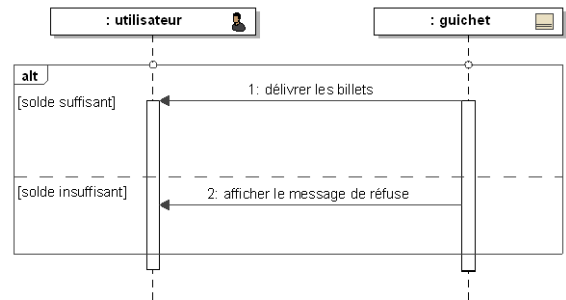 : utilisateur
: guichet
alt
[solde suffisant]
1: délivrer les billets
[solde insuffisant]
2: afficher le message de réfuse